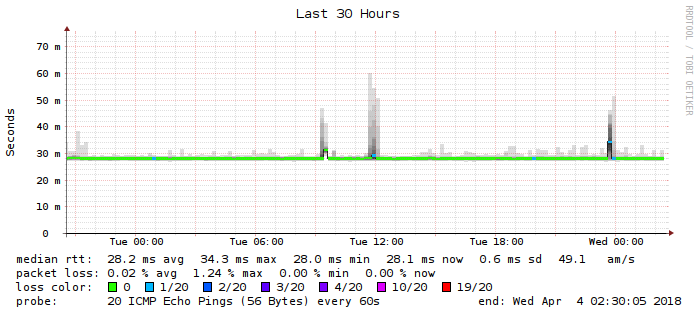 Last 30 Hours
RRDTOOL / TOBI OETIKER
Seconds
70 m
60 m
50 m
40 m
30 m
20 m
10 m
0
Tue 00:00 Tue 06:00 Tue 12:00 Tue 18:00 Wed 00:00
median rtt: 28.2 ms avg 34.3 ms max 28.0 ms min 28.1 ms now 0.6 ms sd 49.1 am/s
packet loss: 0.02 % avg 1.24 % max 0.00 % min 0.00 % now
loss color: 0 1/20 2/20 3/20 4/20 10/20 19/20
probe: 20 ICMP Echo Pings (56 Bytes) every 60s end: Wed Apr 4 02:30:05 2018